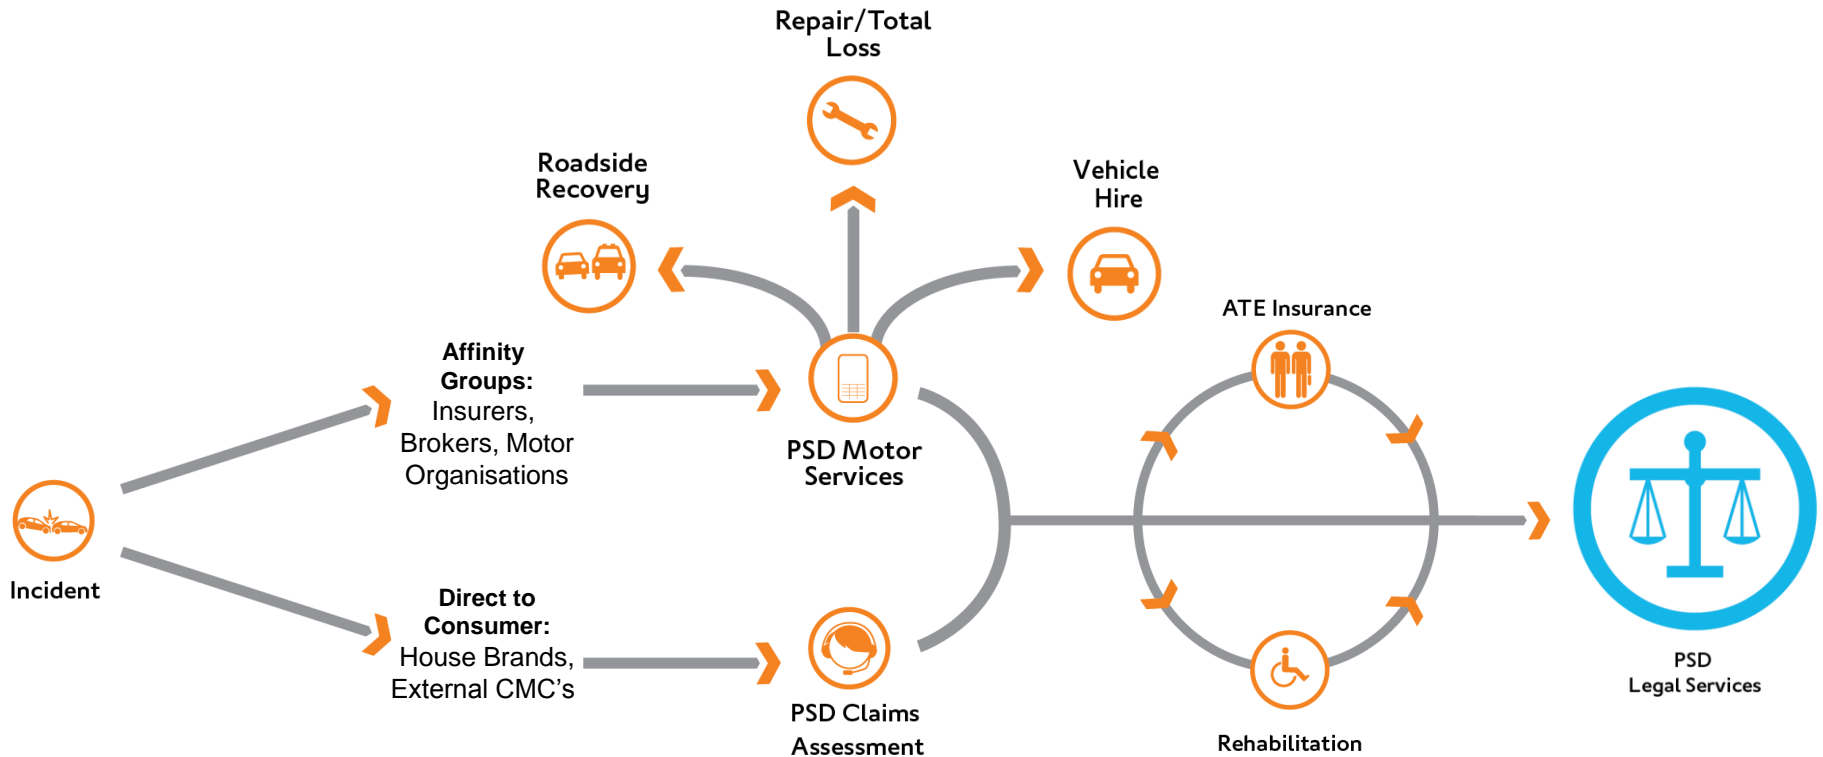 Repair/Total
Loss
Roadside
Recovery
Vehicle
Hire
ATE Insurance
Affinity
Groups:
Insurers,
Brokers, Motor
Organisations
PSD Motor
Services
Incident
Direct to
Consumer:
House Brands,
External CMC's
PSD Claims
Assessment
Rehabilitation
PSD
Legal Services